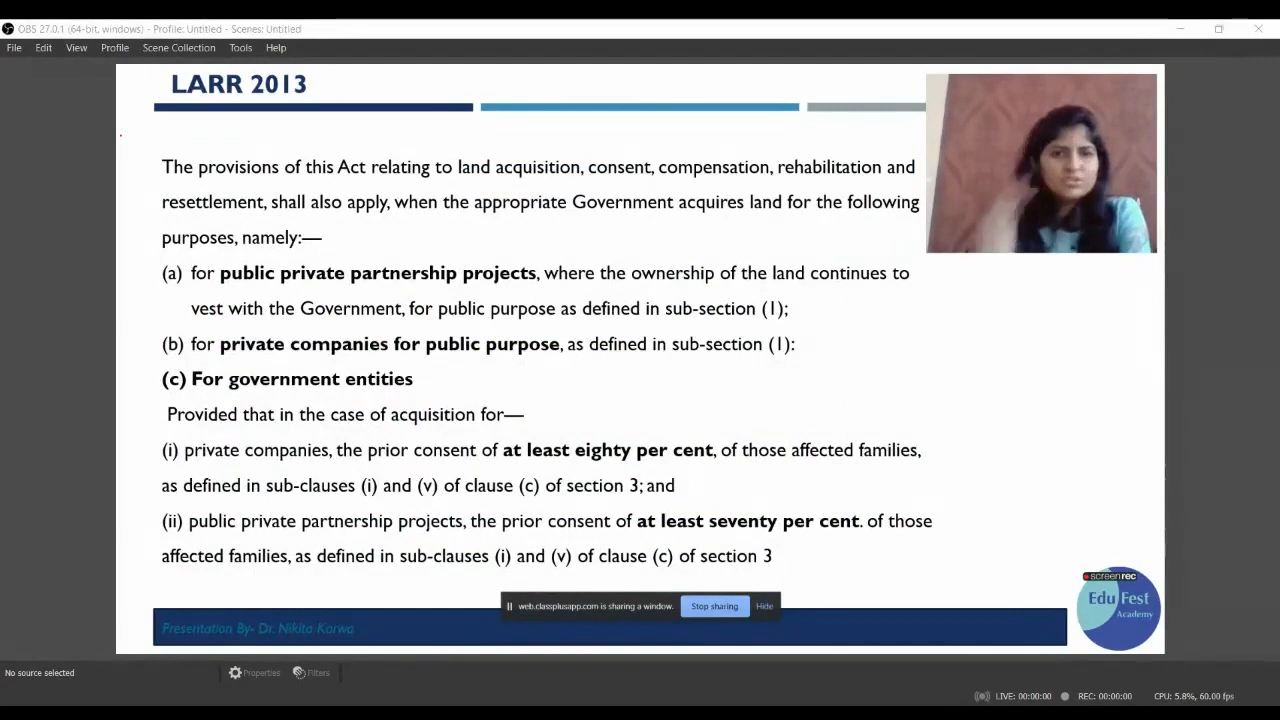 OBS 27.0.1 (64-bit, windows) - Profile: Untitled - Scenes: Untitled
File Edit View Profile Scene Collection Tools Help
LARR 2013
The provisions of this Act relating to land acquisition, consent, compensation, rehabilitation and
resettlement, shall also apply, when the appropriate Government acquires land for the following
purposes, namely:—
(a) for public private partnership projects, where the ownership of the land continues to
vest with the Government, for public purpose as defined in sub-section (1);
(b) for private companies for public purpose, as defined in sub-section (1):
(c) For government entities
Provided that in the case of acquisition for—
(i) private companies, the prior consent of at least eighty per cent, of those affected families,
as defined in sub-clauses (i) and (v) of clause (c) of section 3; and
(ii) public private partnership projects, the prior consent of at least seventy per cent. of those
affected families, as defined in sub-clauses (i) and (v) of clause (c) of section 3
screenrec
Edu Fest
Academy
web.classplusapp.com is sharing a window. Stop sharing Hide
Presentation By- Dr. Nikita Karwa
No source selected Properties Filters
LIVE: 00:00:00 REC: 00:00:00 CPU: 5.8%, 60.00 fps